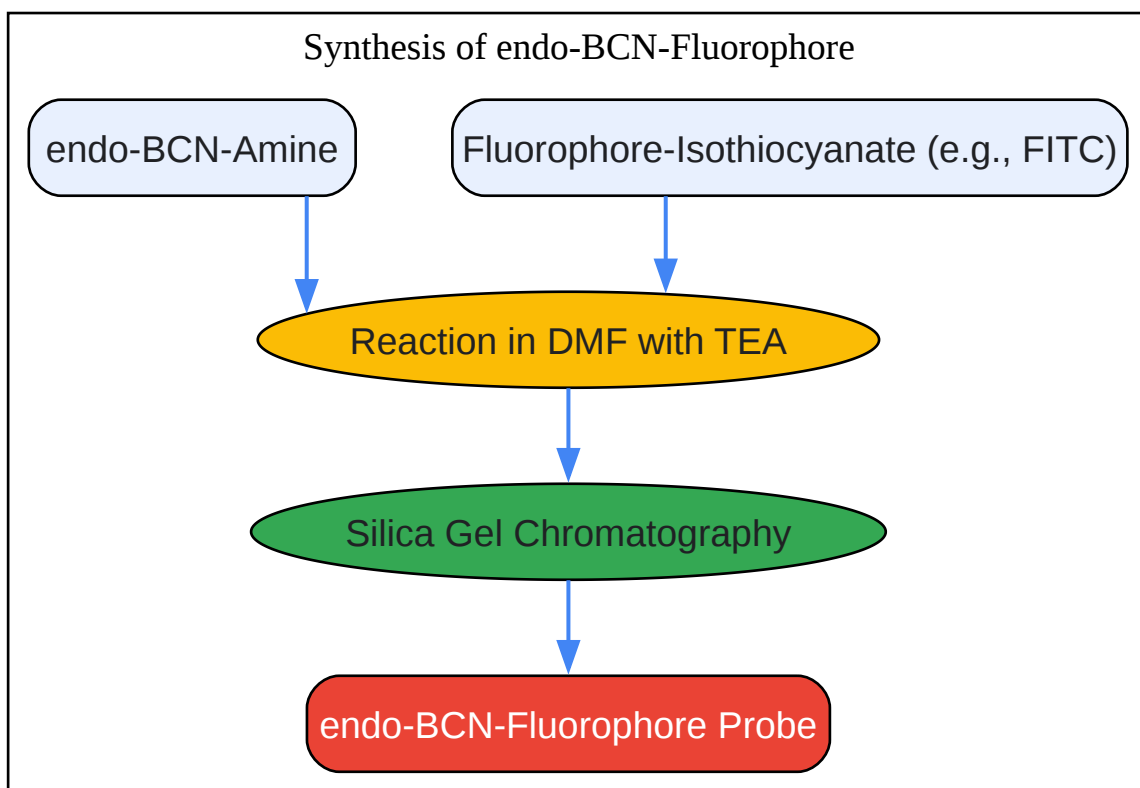 Synthesis of endo-BCN-Fluorophore
endo-BCN-Amine
Fluorophore-Isothiocyanate (e.g., FITC)
Reaction in DMF with TEA
Silica Gel Chromatography
endo-BCN-Fluorophore Probe